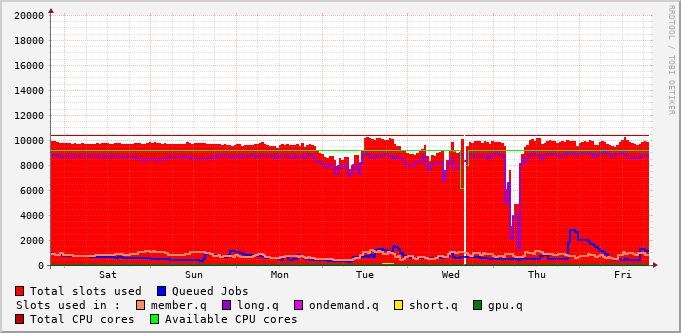 RRDTOOL / TOBI OETIKER
20000
18000
16000
14000
12000
10000
8000
6000
4000
2000
0
Sat Sun Mon Tue Wed Thu Fri
Total slots used Queued Jobs
Slots used in : member.q long.q ondemand.q short.q gpu.q
Total CPU cores Available CPU cores